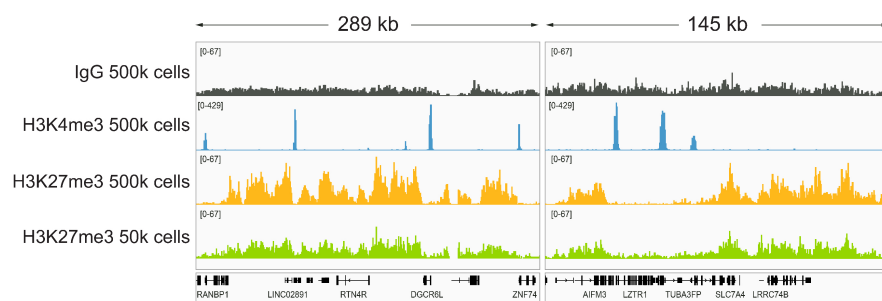 289 kb 145 kb
IgG 500k cells [0-67] [0-67]
H3K4me3 500k cells [0-429] [0-429]
H3K27me3 500k cells [0-67] [0-67]
H3K27me3 50k cells [0-67] [0-67]
RANBP1 LINC02891 RTN4R DGCR6L ZNF74 AIFM3 LZTR1 TUBA3FP SLC7A4 LRRC74B